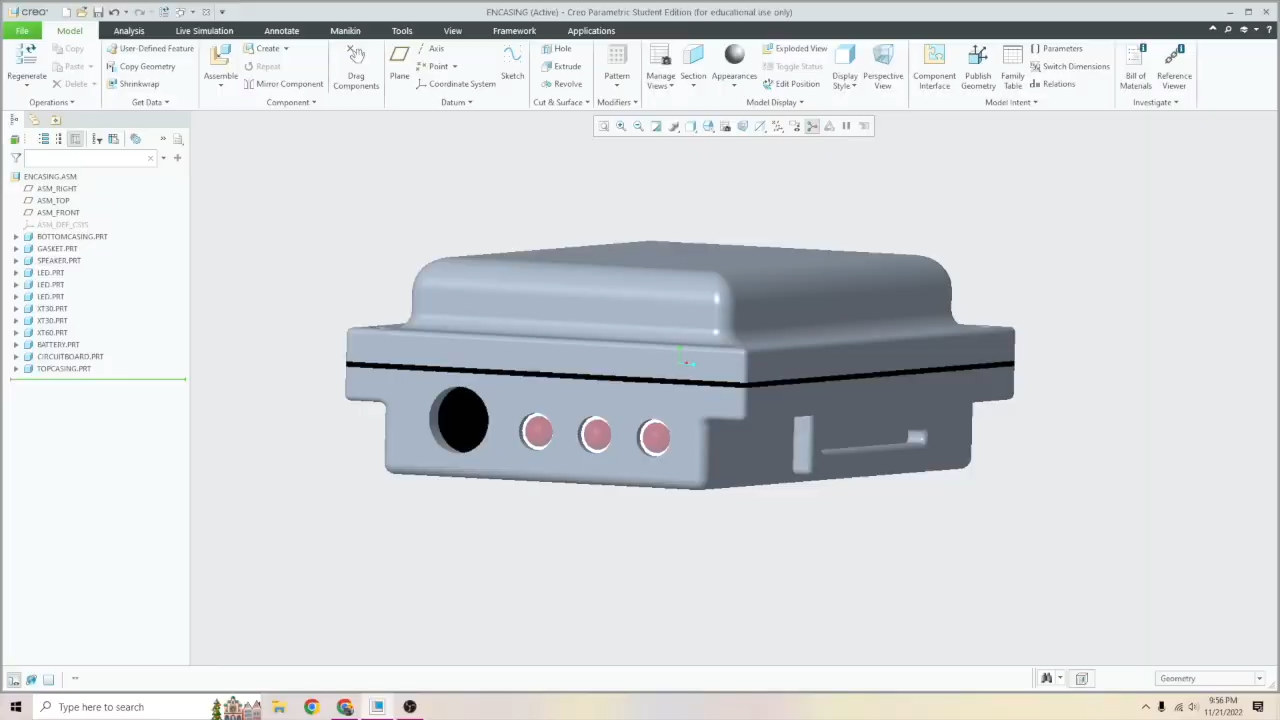 creo
ENCASING (Active) - Creo Parametric Student Edition (for educational use only)
File Model Analysis Live Simulation Annotate Tools Manikin View Framework Applications
Regenerate
Copy
Paste
Delete
Operations
User-Defined Feature
Copy Geometry
Shrinkwrap
Get Data
Assemble
Create
Repeat
Mirror Component
Component
Drag Components
Plane
Axis
Point
Coordinate System
Sketch
Datum
Hole
Extrude
Revolve
Cut & Surface
Pattern
Modifiers
Manage Views
Section
Appearances
Exploded View
Toggle Status
Edit Position
Display Style
Perspective View
Model Display
Component Interface
Publish Geometry
Family Table
Parameters
Switch Dimensions
Relations
Model Intent
Bill of Materials
Reference Viewer
Investigate
ENCASING.ASM
ASM_RIGHT
ASM_TOP
ASM_FRONT
ASM_DEF_CSYS
BOTTOMCASING.PRT
GASKET.PRT
SPEAKER.PRT
LED.PRT
LED.PRT
LED.PRT
XT30.PRT
XT30.PRT
XT60.PRT
BATTERY.PRT
CIRCUITBOARD.PRT
TOPCASING.PRT
Geometry
Type here to search
9:56 PM
11/21/2022